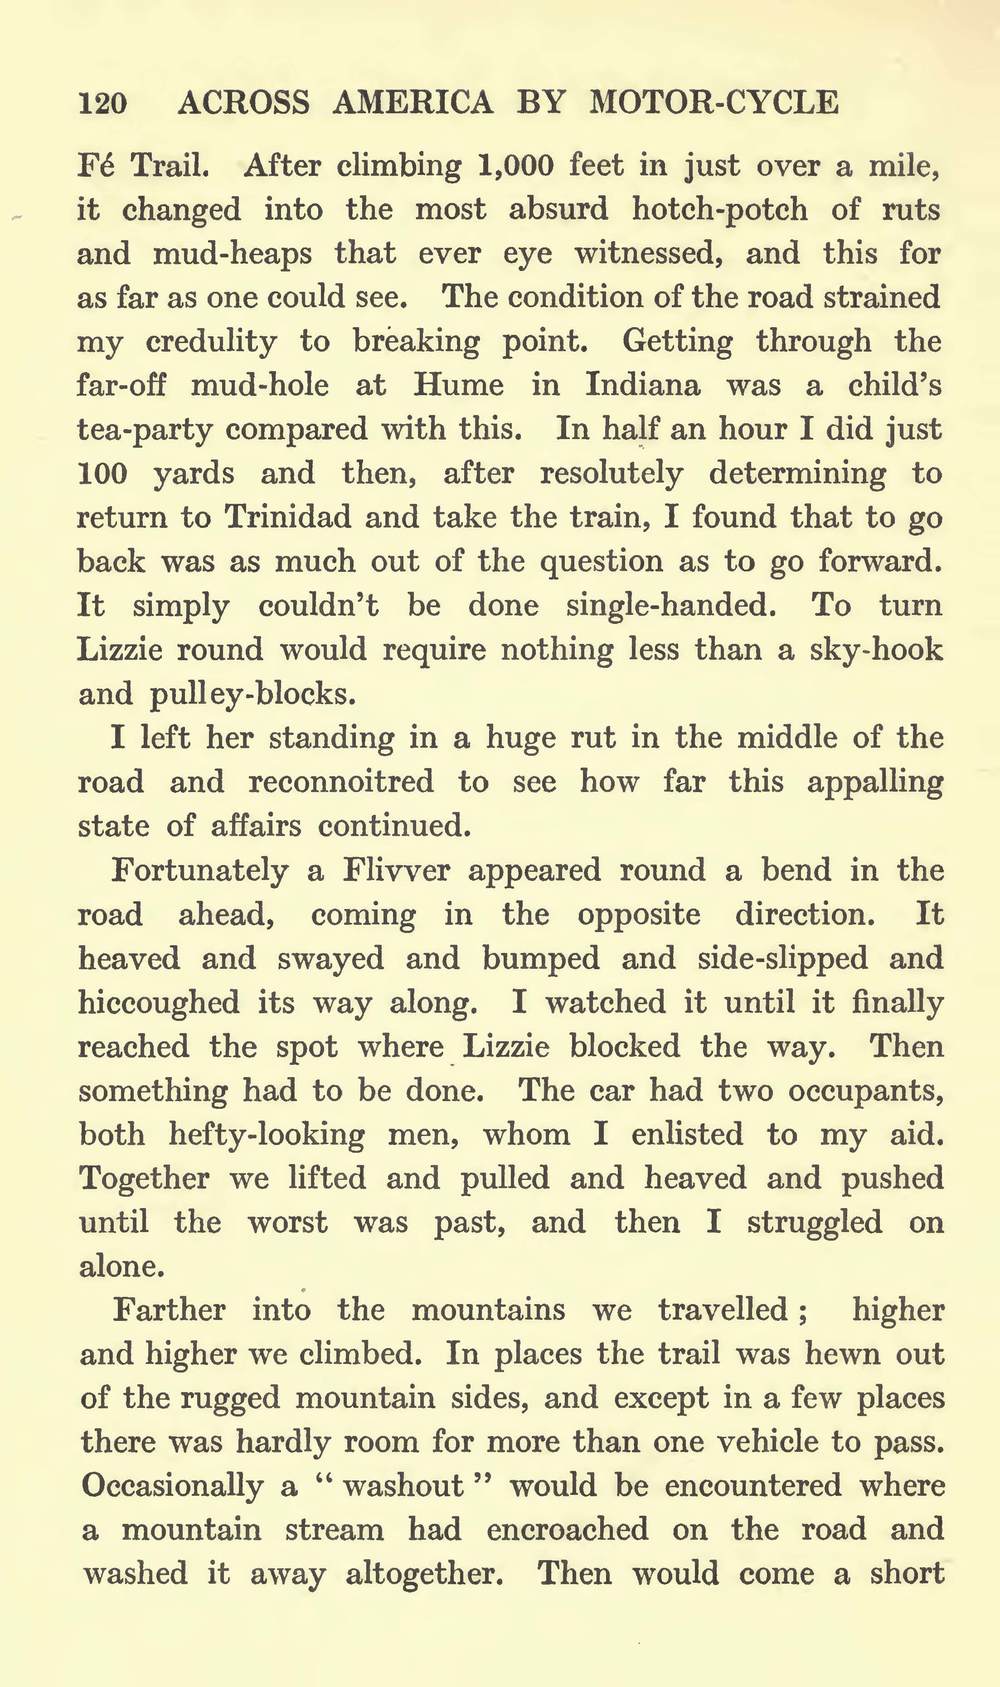 120 ACROSS AMERICA BY MOTOR-CYCLE
Fé Trail. After climbing 1,000 feet in just over a mile,
it changed into the most absurd hotch-potch of ruts
and mud-heaps that ever eye witnessed, and this for
as far as one could see. The condition of the road strained
my credulity to breaking point. Getting through the
far-off mud-hole at Hume in Indiana was a child's
tea-party compared with this. In half an hour I did just
100 yards and then, after resolutely determining to
return to Trinidad and take the train, I found that to go
back was as much out of the question as to go forward.
It simply couldn't be done single-handed. To turn
Lizzie round would require nothing less than a sky-hook
and pulley-blocks.
I left her standing in a huge rut in the middle of the
road and reconnoitred to see how far this appalling
state of affairs continued.
Fortunately a Flivver appeared round a bend in the
road ahead, coming in the opposite direction. It
heaved and swayed and bumped and side-slipped and
hiccoughed its way along. I watched it until it finally
reached the spot where Lizzie blocked the way. Then
something had to be done. The car had two occupants,
both hefty-looking men, whom I enlisted to my aid.
Together we lifted and pulled and heaved and pushed
until the worst was past, and then I struggled on
alone.
Farther into the mountains we travelled ; higher
and higher we climbed. In places the trail was hewn out
of the rugged mountain sides, and except in a few places
there was hardly room for more than one vehicle to pass.
Occasionally a “ washout ” would be encountered where
a mountain stream had encroached on the road and
washed it away altogether. Then would come a short